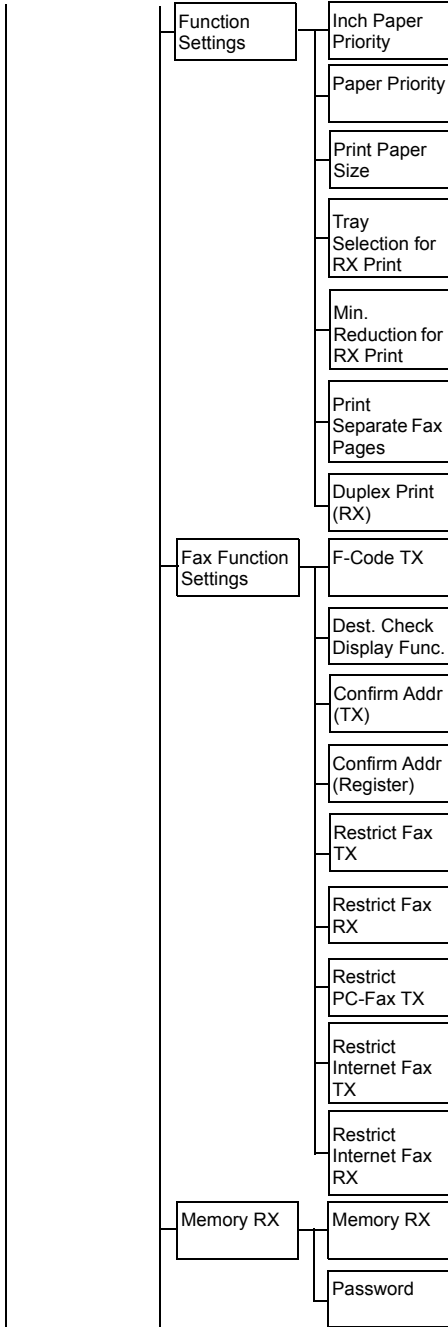 Function
Settings
Inch Paper
Priority
Paper Priority
Print Paper
Size
Tray
Selection for
RX Print
Min.
Reduction for
RX Print
Print
Separate Fax
Pages
Duplex Print
(RX)
Fax Function
Settings
F-Code TX
Dest. Check
Display Func.
Confirm Addr
(TX)
Confirm Addr
(Register)
Restrict Fax
TX
Restrict Fax
RX
Restrict
PC-Fax TX
Restrict
Internet Fax
TX
Restrict
Internet Fax
RX
Memory RX
Memory RX
Password